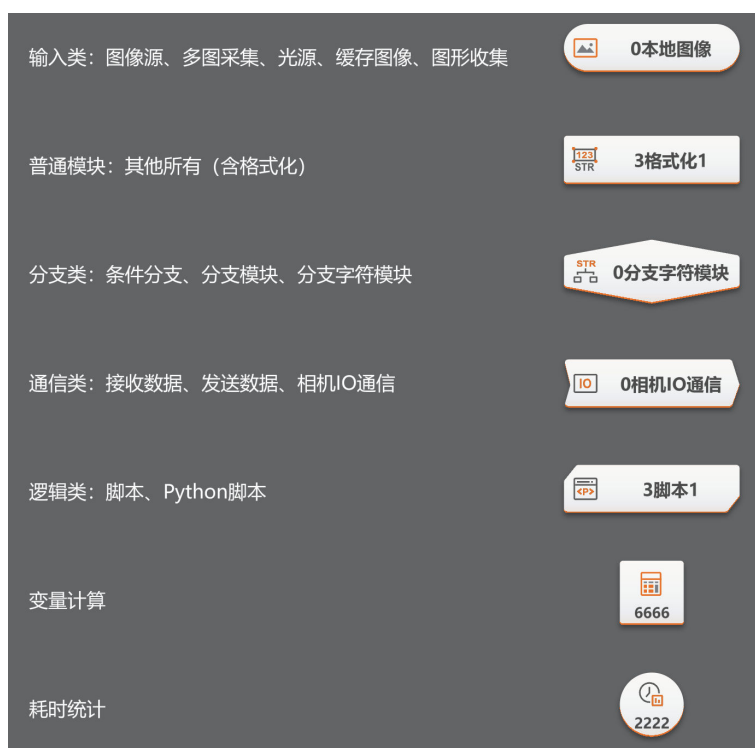 输入类：图像源、多图采集、光源、缓存图像、图形收集
0本地图像
普通模块：其他所有（含格式化）
123
STR
3格式化1
分支类：条件分支、分支模块、分支字符模块
STR
0分支字符模块
通信类：接收数据、发送数据、相机IO通信
IO
0相机IO通信
逻辑类：脚本、Python脚本
<P>
3脚本1
变量计算
6666
耗时统计
2222